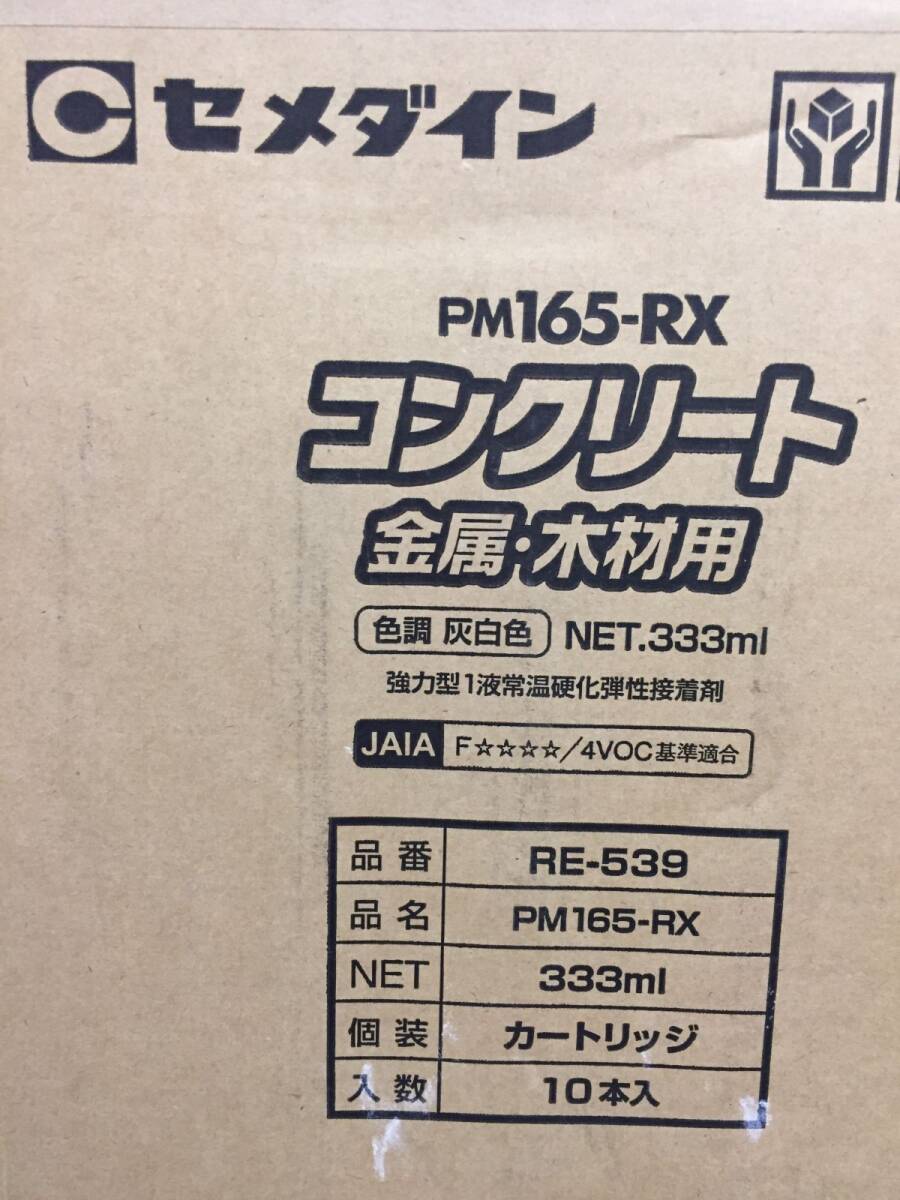 C セメダイン
PM165-RX
コンクリート
金属・木材用
色調 灰白色 NET.333ml
強力型1液常温硬化弾性接着剤
JAIA F☆☆☆☆/4VOC基準適合
品番 RE-539
品名 PM165-RX
NET 333ml
個装 カートリッジ
入数 10本入